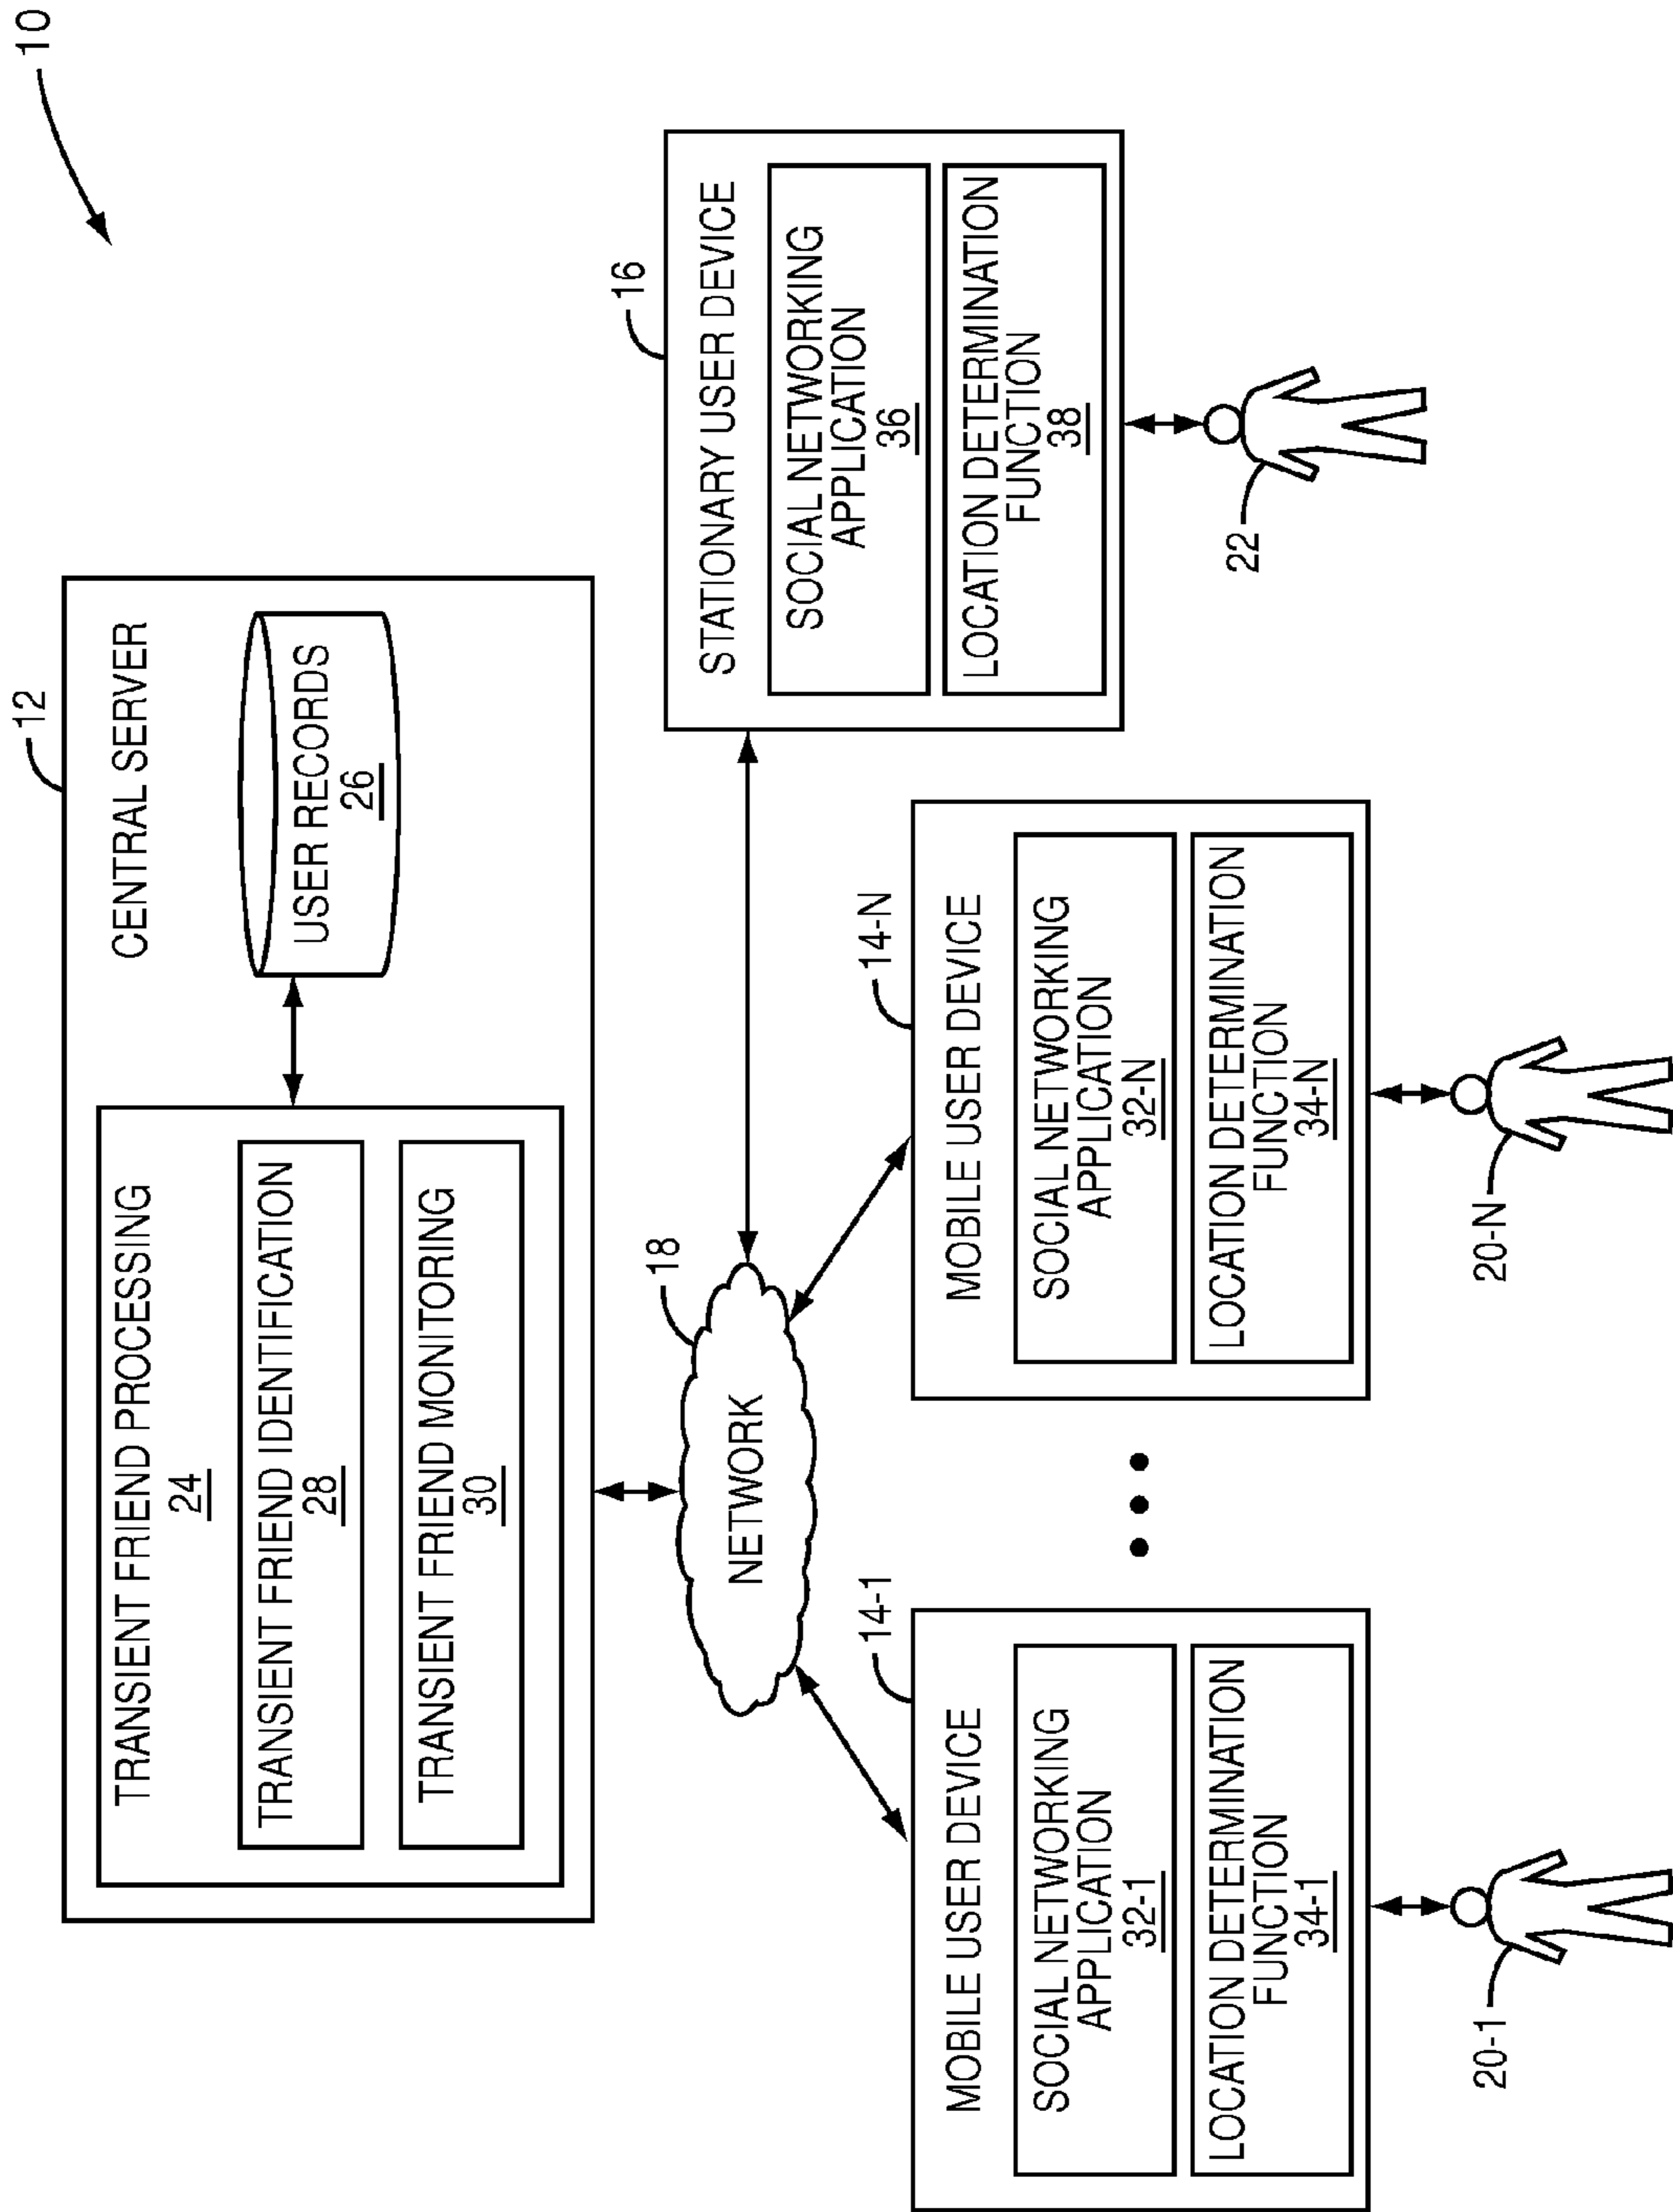 10
12
CENTRAL SERVER
TRANSIENT FRIEND PROCESSING
24
TRANSIENT FRIEND IDENTIFICATION
28
TRANSIENT FRIEND MONITORING
30
USER RECORDS
26
18
NETWORK
16
STATIONARY USER DEVICE
SOCIAL NETWORKING
APPLICATION
36
LOCATION DETERMINATION
FUNCTION
38
22
14-1
MOBILE USER DEVICE
SOCIAL NETWORKING
APPLICATION
32-1
LOCATION DETERMINATION
FUNCTION
34-1
20-1
14-N
MOBILE USER DEVICE
SOCIAL NETWORKING
APPLICATION
32-N
LOCATION DETERMINATION
FUNCTION
34-N
20-N